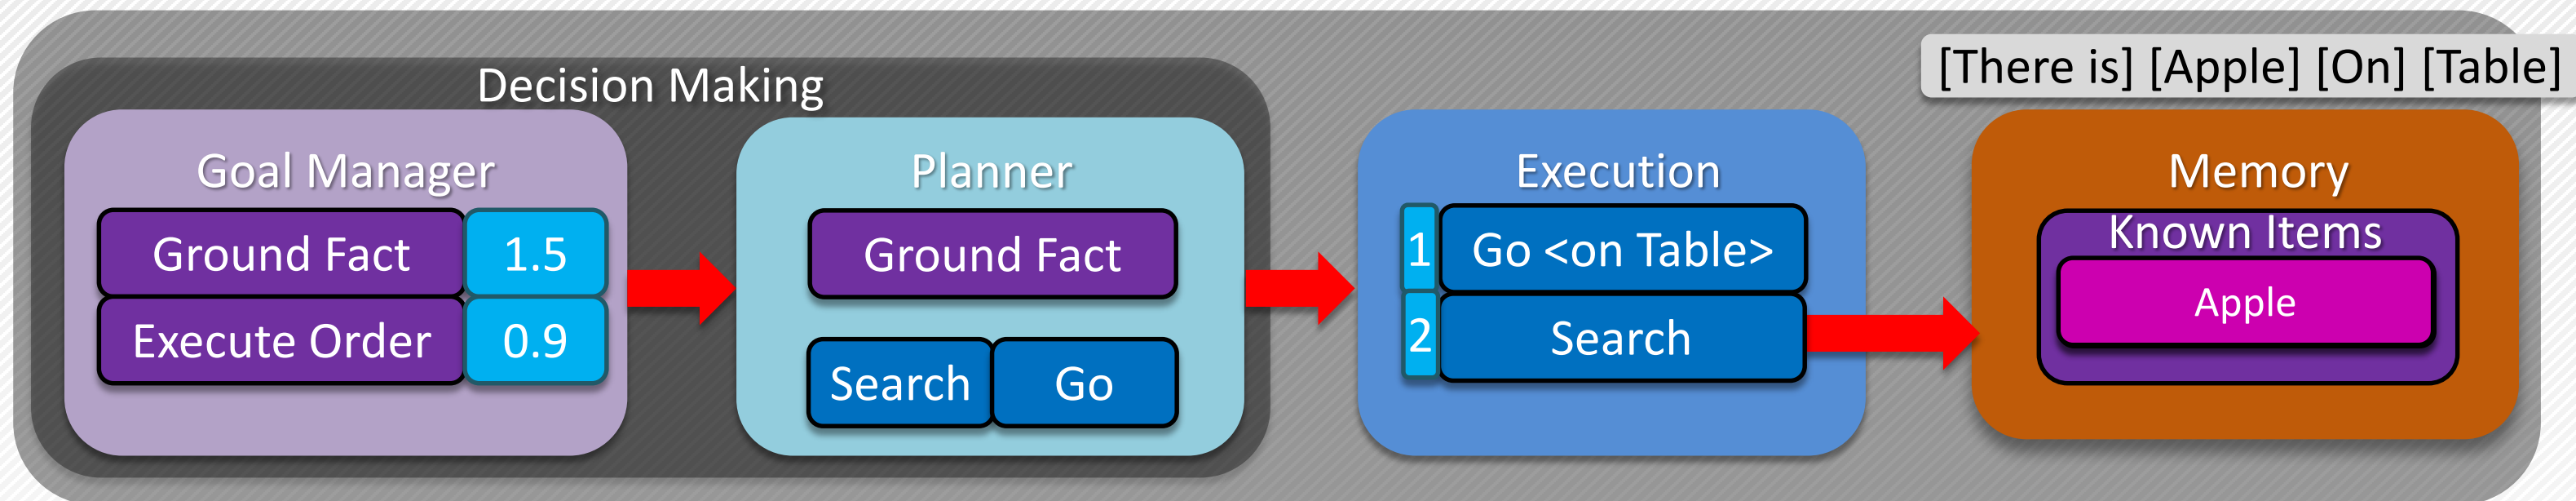 [There is] [Apple] [On] [Table]
Decision Making
Goal Manager
Ground Fact 1.5
Execute Order 0.9
Planner
Ground Fact
Search Go
Execution
1 Go <on Table>
2 Search
Memory
Known Items
Apple